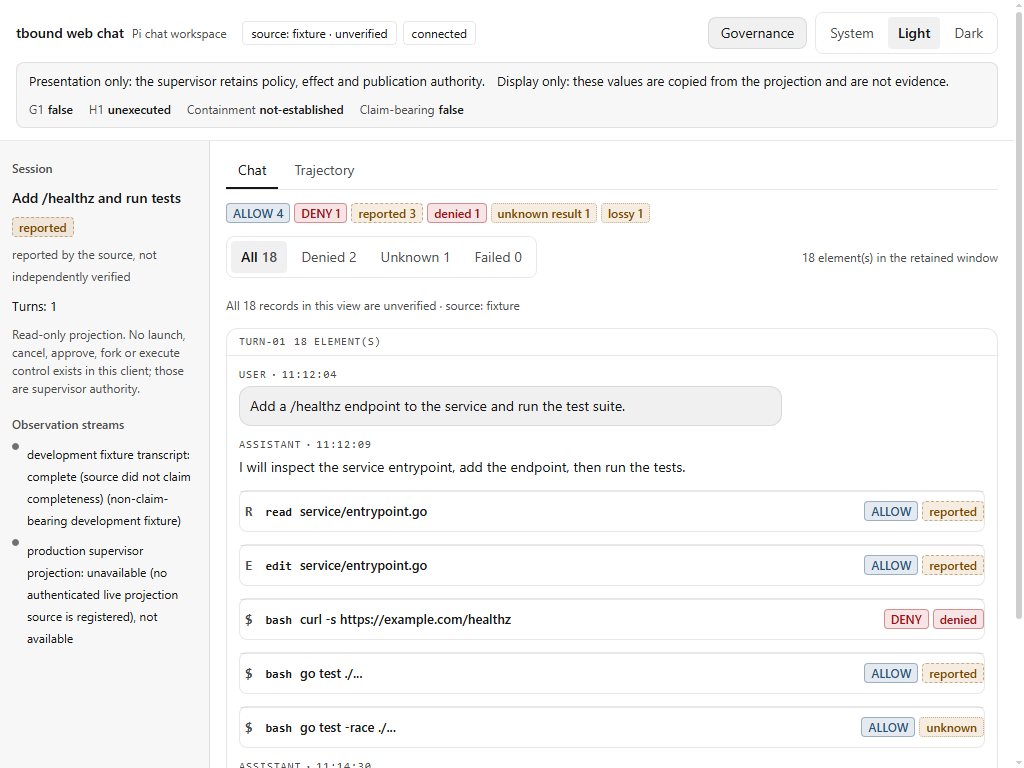 tbound web chat Pi chat workspace source: fixture · unverified connected Governance System Light Dark
Presentation only: the supervisor retains policy, effect and publication authority. Display only: these values are copied from the projection and are not evidence.
G1 false H1 unexecuted Containment not-established Claim-bearing false
Session
Add /healthz and run tests
reported
reported by the source, not
independently verified
Turns: 1
Read-only projection. No launch,
cancel, approve, fork or execute
control exists in this client; those
are supervisor authority.
Observation streams
development fixture transcript:
complete (source did not claim
completeness) (non-claim-
bearing development fixture)
production supervisor
projection: unavailable (no
authenticated live projection
source is registered), not
available
Chat Trajectory
ALLOW 4 DENY 1 reported 3 denied 1 unknown result 1 lossy 1
All 18 Denied 2 Unknown 1 Failed 0 18 element(s) in the retained window
All 18 records in this view are unverified · source: fixture
TURN-01 18 ELEMENT(S)
USER · 11:12:04
Add a /healthz endpoint to the service and run the test suite.
ASSISTANT · 11:12:09
I will inspect the service entrypoint, add the endpoint, then run the tests.
R read service/entrypoint.go ALLOW reported
E edit service/entrypoint.go ALLOW reported
$ bash curl -s https://example.com/healthz DENY denied
$ bash go test ./... ALLOW reported
$ bash go test -race ./... ALLOW unknown
ASSISTANT · 11:14:30